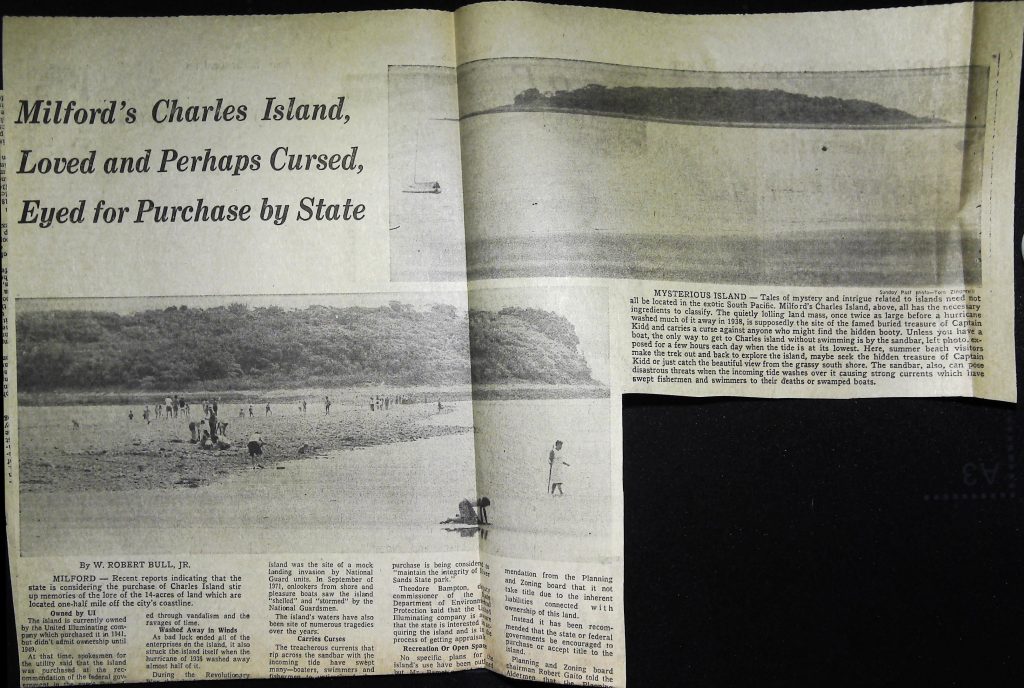 Milford's Charles Island,
Loved and Perhaps Cursed,
Eyed for Purchase by State
Sunday Post photo—Tom
MYSTERIOUS ISLAND — Tales of mystery and intrigue related to islands need not
all be located in the exotic South Pacific. Milford's Charles Island, above, all has the necessary
ingredients to classify. The quietly lolling land mass, once twice as large before a hurricane
washed much of it away in 1938, is supposedly the site of the famed buried treasure of Captain
Kidd and carries a curse against anyone who might find the hidden booty. Unless you have a
boat, the only way to get to Charles island without swimming is by the sandbar, left photo, ex-
posed for a few hours each day when the tide is at its lowest. Here, summer beach visitors
make the trek out and back to explore the island, maybe seek the hidden treasure of Captain
Kidd or just catch the beautiful view from the grassy south shore. The sandbar, also, can pose
disastrous threats when the incoming tide washes over it causing strong currents which have
swept fishermen and swimmers to their deaths or swamped boats.
By W. ROBERT BULL, JR.
MILFORD — Recent reports indicating that the
state is considering the purchase of Charles Island stir
up memories of the lore of the 14-acres of land which are
located one-half mile off the city's coastline.
Owned by UI
The island is currently owned
by the United Illuminating com-
pany which purchased it in 1941,
but didn't admit ownership until
1949.
At that time, spokesmen for
the utility said that the island
was purchased at the rec-
ommendation of the federal gov-
ed through vandalism and the
ravages of time.
Washed Away in Winds
As bad luck ended all of the
enterprises on the island, it also
struck the island itself when the
hurricane of 1938 washed away
almost half of it.
During the Revolutionary
island was the site of a mock
landing invasion by National
Guard units. In September of
1971, onlookers from shore and
pleasure boats saw the island
"shelled" and "stormed" by the
National Guardsmen.
The island's waters have also
been site of numerous tragedies
over the years.
Carries Curses
The treacherous currents that
rip across the sandbar with the
incoming tide have swept
many—boaters, swimmers and
purchase is being considered
"maintain the integrity of
Sands State park."
Theodore Bampton,
commissioner of the
Department of Environ
Protection said that the
Illuminating company is
that the state is interested
quiring the island and is in
process of getting appraisals
Recreation Or Open Space
No specific plans for
island's use have been
but Mr.
mendation from the Planning
and Zoning board that it not
take title due to the inherent
liabilities connected with
ownership of this land.
Instead it has been recom-
mended that the state or federal
governments be encouraged to
purchase or accept title to the
island.
Planning and Zoning board
chairman Robert Gaito told the
Aldermen that the Planning
A3